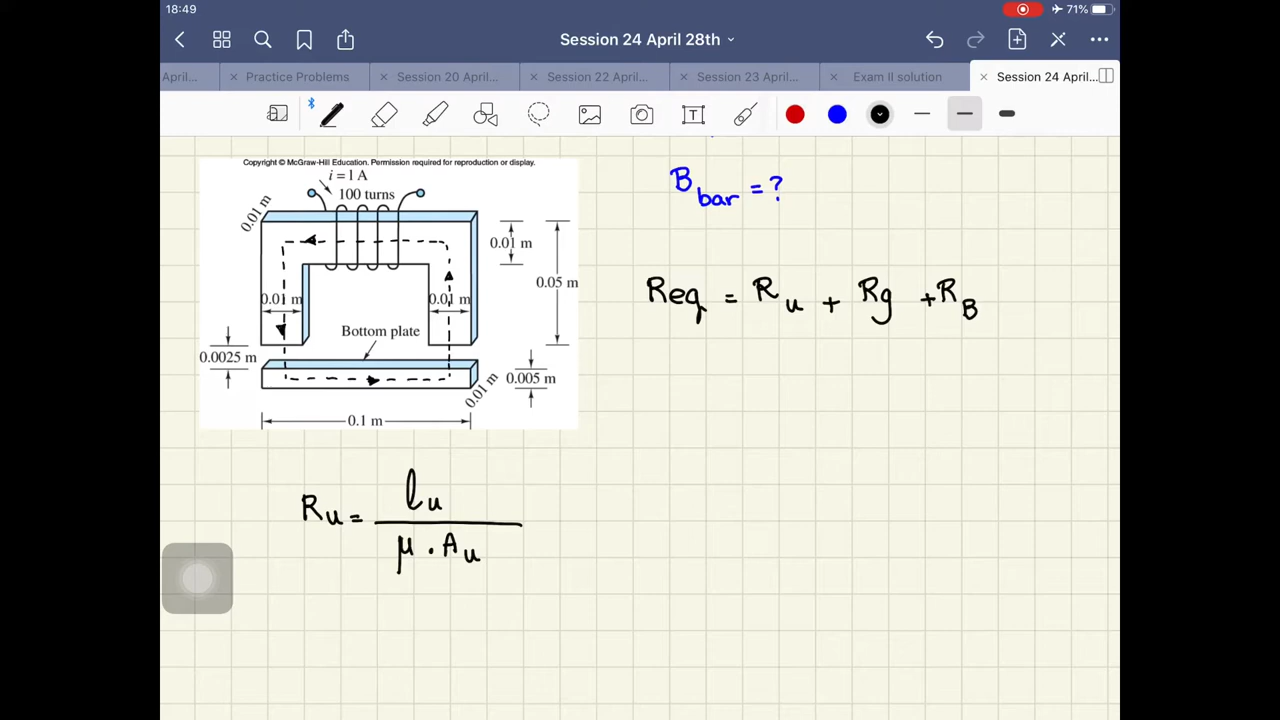 18:49
71%
Session 24 April 28th
April...
Practice Problems
Session 20 April...
Session 22 April...
Session 23 April...
Exam II solution
Session 24 April...
T
Copyright © McGraw-Hill Education. Permission required for reproduction or display.
i = 1 A
100 turns
0.01 m
0.01 m
0.05 m
0.01 m
0.01 m
Bottom plate
0.0025 m
0.005 m
0.01 m
0.1 m
B bar = ?
Req = Ru + Rg + RB
Ru = lu
μ · Au